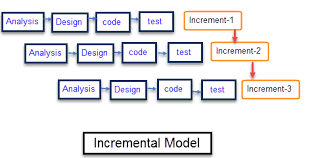 Analysis Design code test Increment-1
Analysis Design code test Increment-2
Analysis Design code test Increment-3
Incremental Model